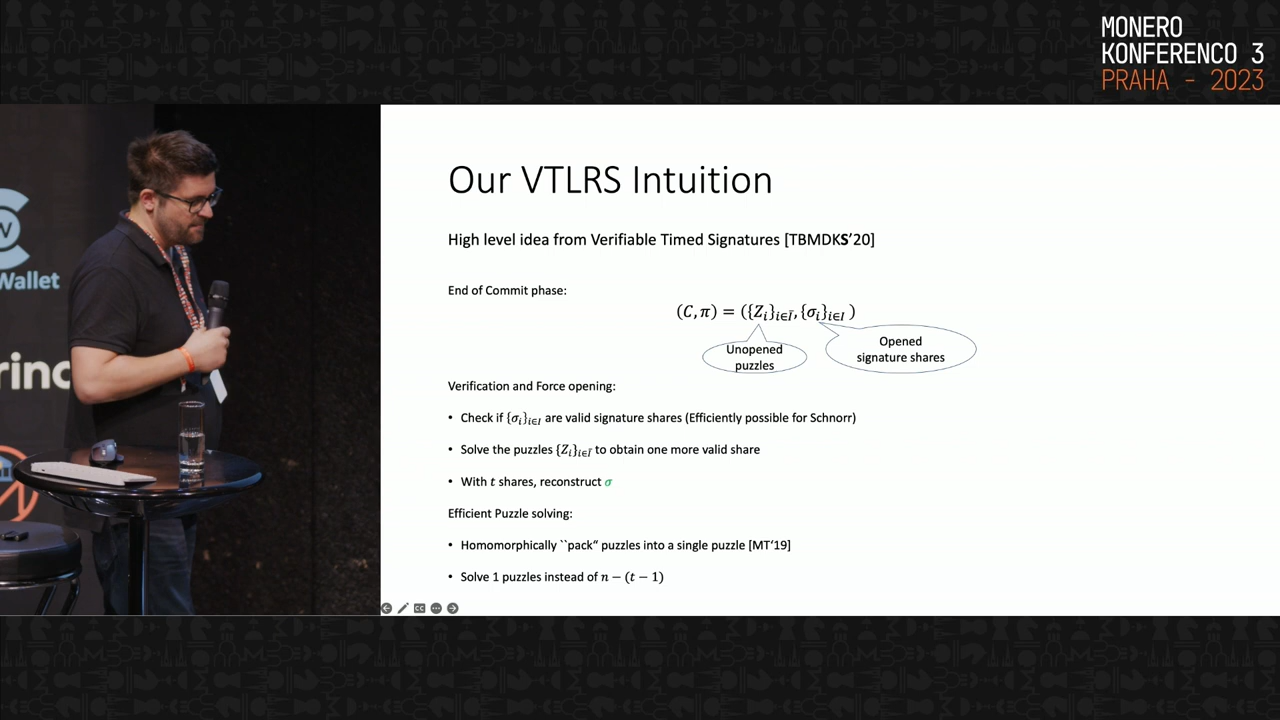 MONERO
KONFERENCO 3
PRAHA - 2023
W
Wallet
rinc
Our VTLRS Intuition
High level idea from Verifiable Timed Signatures [TBMDKS'20]
End of Commit phase:
(C, π) = ({Z_i}_{i∈Ī}, {σ_i}_{i∈I} )
Unopened
puzzles
Opened
signature shares
Verification and Force opening:
• Check if {σ_i}_{i∈I} are valid signature shares (Efficiently possible for Schnorr)
• Solve the puzzles {Z_i}_{i∈Ī} to obtain one more valid share
• With t shares, reconstruct σ
Efficient Puzzle solving:
• Homomorphically ``pack“ puzzles into a single puzzle [MT‘19]
• Solve 1 puzzles instead of n − (t − 1)
CC